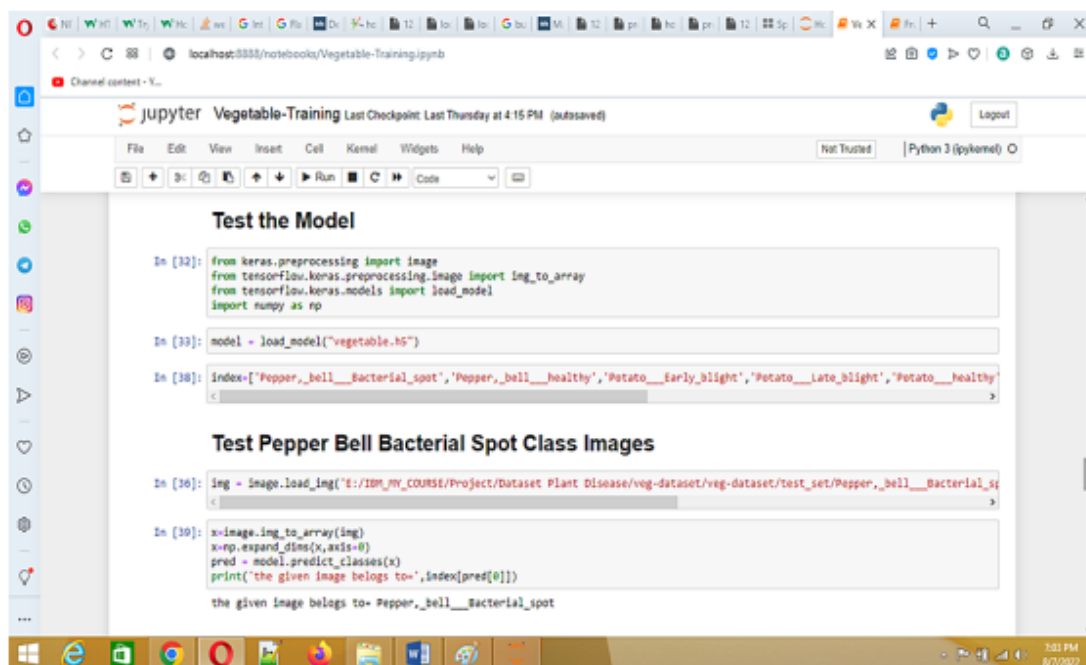 localhost:8888/notebooks/Vegetable-Training.ipynb
Channel content - Y...
jupyter Vegetable-Training Last Checkpoint: Last Thursday at 4:15 PM (autosaved)
Logout
File Edit View Insert Cell Kernel Widgets Help
Not Trusted
Python 3 (ipykernel)
Run
Code
Test the Model
In [32]: from keras.preprocessing import image
from tensorflow.keras.preprocessing.image import img_to_array
from tensorflow.keras.models import load_model
import numpy as np
In [33]: model = load_model("vegetable.h5")
In [38]: index=['Pepper,_bell___Bacterial_spot','Pepper,_bell___healthy','Potato___Early_blight','Potato___Late_blight','Potato___healthy'
Test Pepper Bell Bacterial Spot Class Images
In [36]: img = image.load_img('E:/IBM_MY_COURSE/Project/Dataset Plant Disease/veg-dataset/veg-dataset/test_set/Pepper,_bell___Bacterial_sp
In [39]: x=image.img_to_array(img)
x=np.expand_dims(x,axis=0)
pred = model.predict_classes(x)
print('the given image belogs to=',index[pred[0]])
the given image belogs to= Pepper,_bell___Bacterial_spot
7:03 PM
8/7/2022